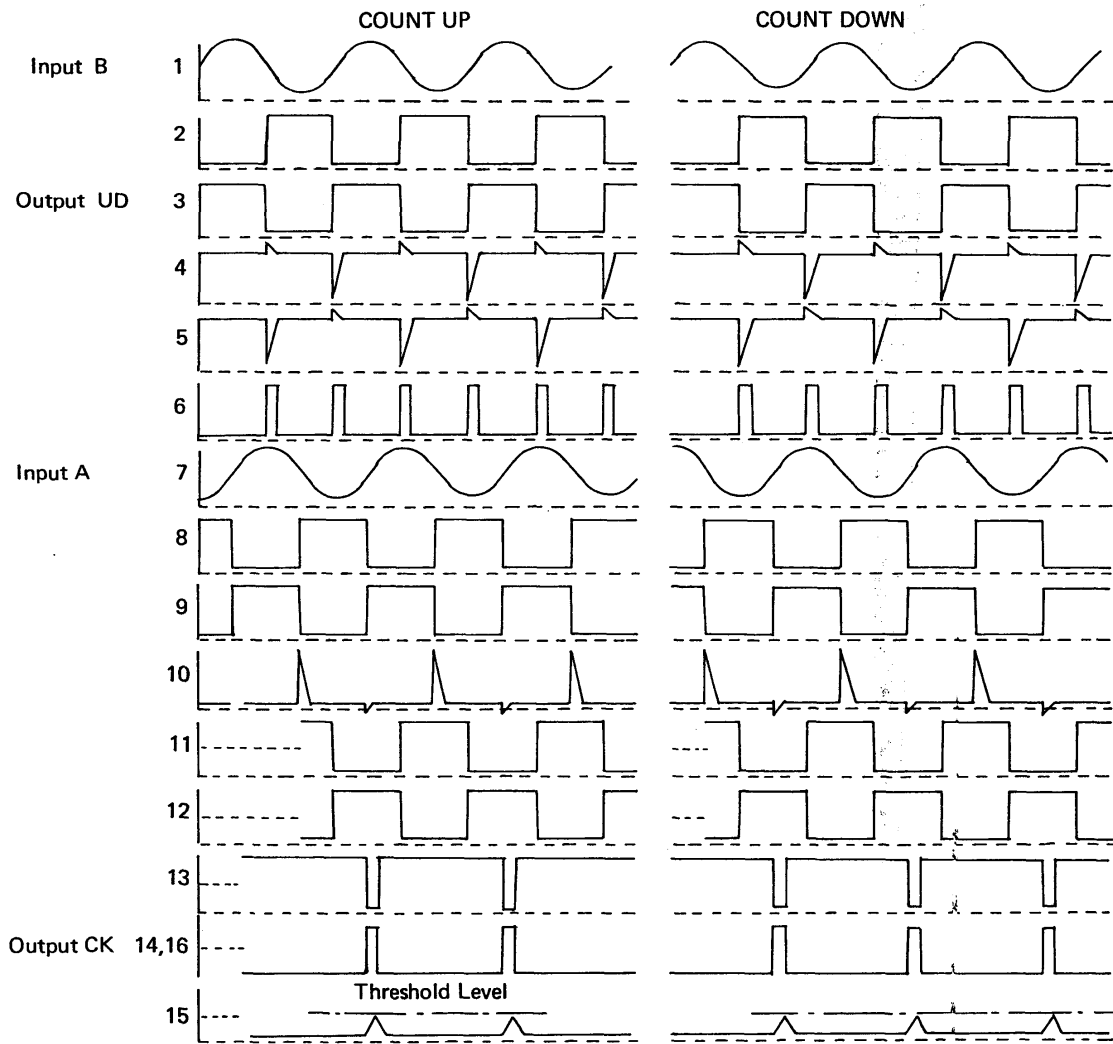 COUNT UP COUNT DOWN
Input B 1
2
Output UD 3
4
5
6
Input A 7
8
9
10
11
12
13
Output CK 14,16
Threshold Level
15